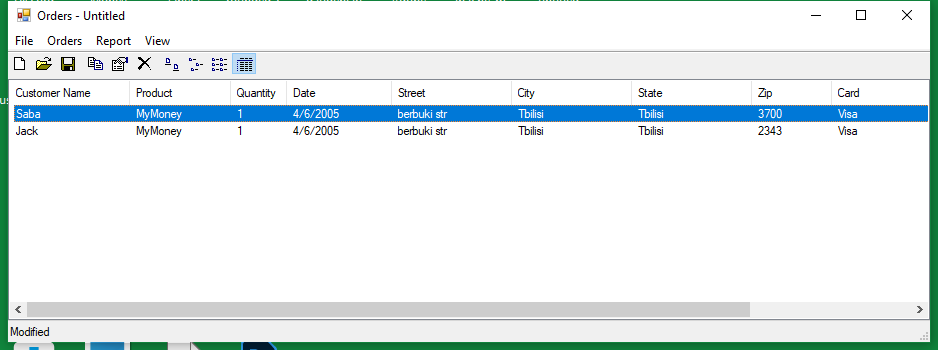 Orders - Untitled
File Orders Report View
Customer Name Product Quantity Date Street City State Zip Card
Saba MyMoney 1 4/6/2005 berbuki str Tbilisi Tbilisi 3700 Visa
Jack MyMoney 1 4/6/2005 berbuki str Tbilisi Tbilisi 2343 Visa
Modified